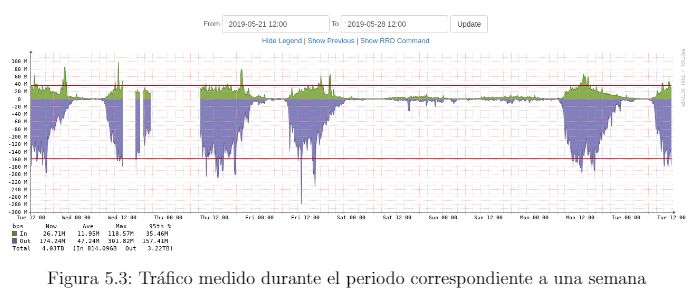 From 2019-05-21 12:00 To 2019-05-28 12:00 Update
Hide Legend | Show Previous | Show RRD Command
100 M
80 M
60 M
40 M
20 M
0
-20 M
-40 M
-60 M
-80 M
-100 M
-120 M
-140 M
-160 M
-180 M
-200 M
-220 M
-240 M
-260 M
-280 M
-300 M
Tue 12:00 Wed 00:00 Wed 12:00 Thu 00:00 Thu 12:00 Fri 00:00 Fri 12:00 Sat 00:00 Sat 12:00 Sun 00:00 Sun 12:00 Mon 00:00 Mon 12:00 Tue 00:00 Tue 12:00
bps Now Ave Max 95th %
In 26.71M 11.95M 118.57M 35.46M
Out 174.24M 47.24M 301.82M 157.41M
Total 4.03TB (In 814.09GB Out 3.22TB)
Figura 5.3: Tráfico medido durante el periodo correspondiente a una semana